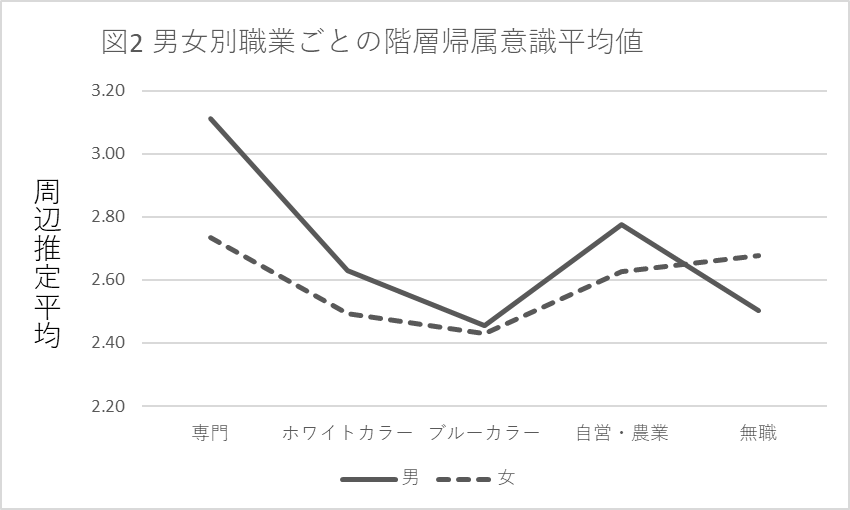 図2 男女別職業ごとの階層帰属意識平均値
周辺推定平均
3.20
3.00
2.80
2.60
2.40
2.20
専門
ホワイトカラー
ブルーカラー
自営・農業
無職
男
女